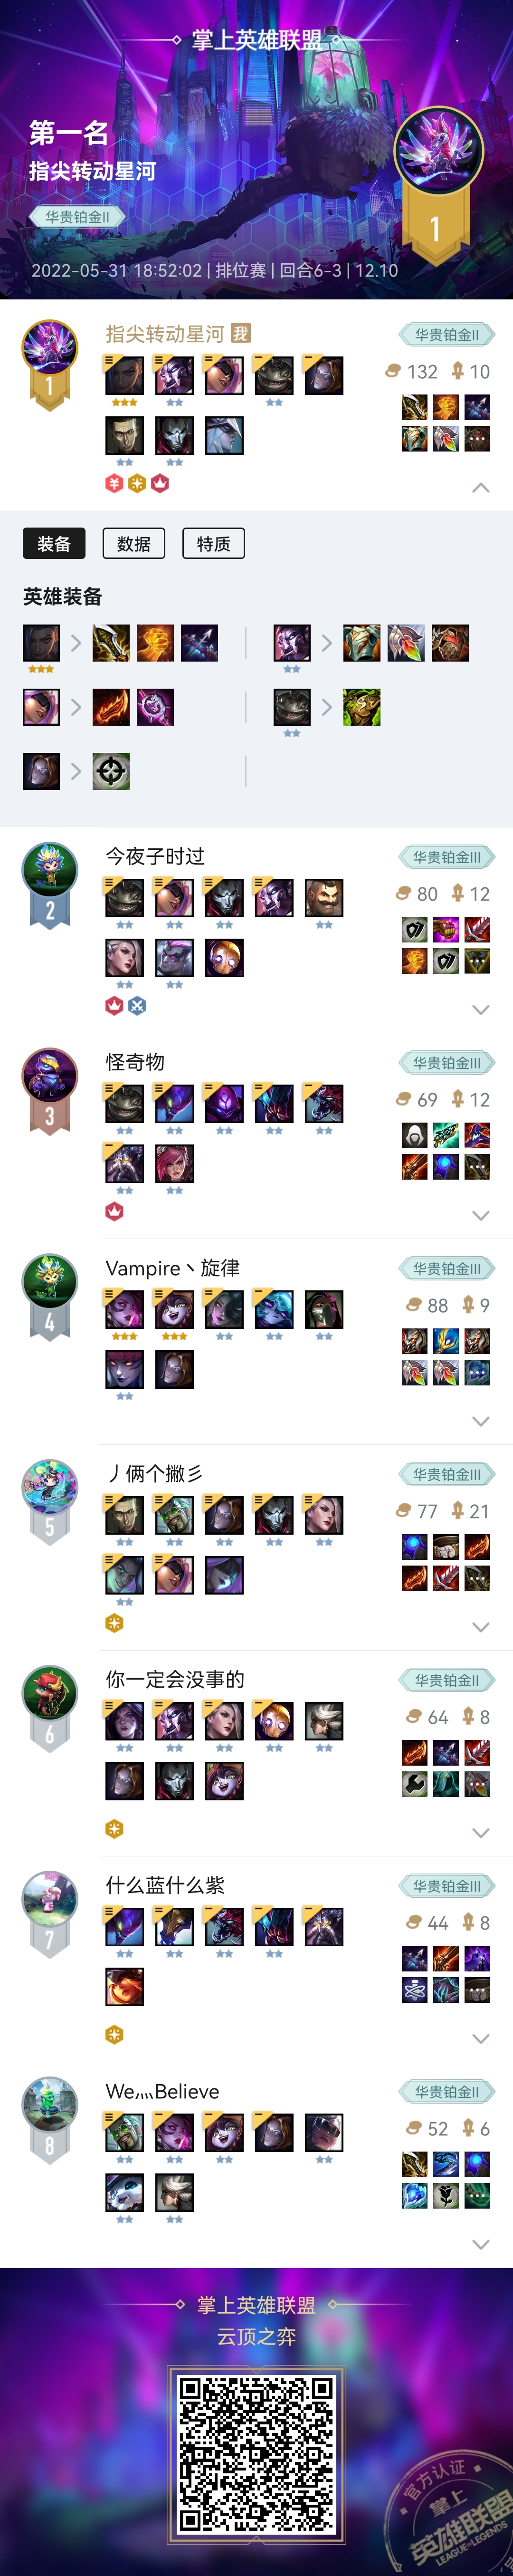 掌上英雄联盟
第一名
指尖转动星河
华贵铂金II
1
2022-05-31 18:52:02 | 排位赛 | 回合6-3 | 12.10
指尖转动星河 我
华贵铂金II
132 10
1
装备 数据 特质
英雄装备
今夜子时过
华贵铂金III
80 12
2
怪奇物
华贵铂金III
69 12
3
Vampire丶旋律
华贵铂金III
88 9
4
丿俩个撇彡
华贵铂金III
77 21
5
你一定会没事的
华贵铂金II
64 8
6
什么蓝什么紫
华贵铂金III
44 8
7
We灬Believe
华贵铂金II
52 6
8
掌上英雄联盟
云顶之弈
官方认证
掌上
英雄联盟
LEAGUE OF LEGENDS